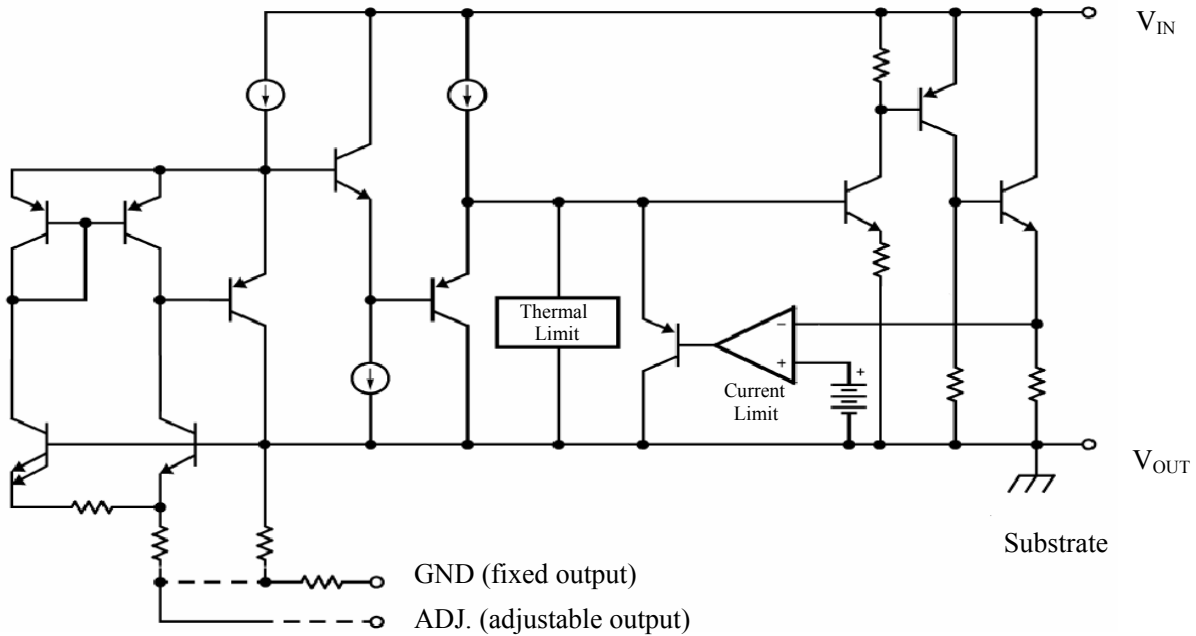 V_IN
Thermal
Limit
−
+
+
Current
Limit
V_OUT
Substrate
GND (fixed output)
ADJ. (adjustable output)